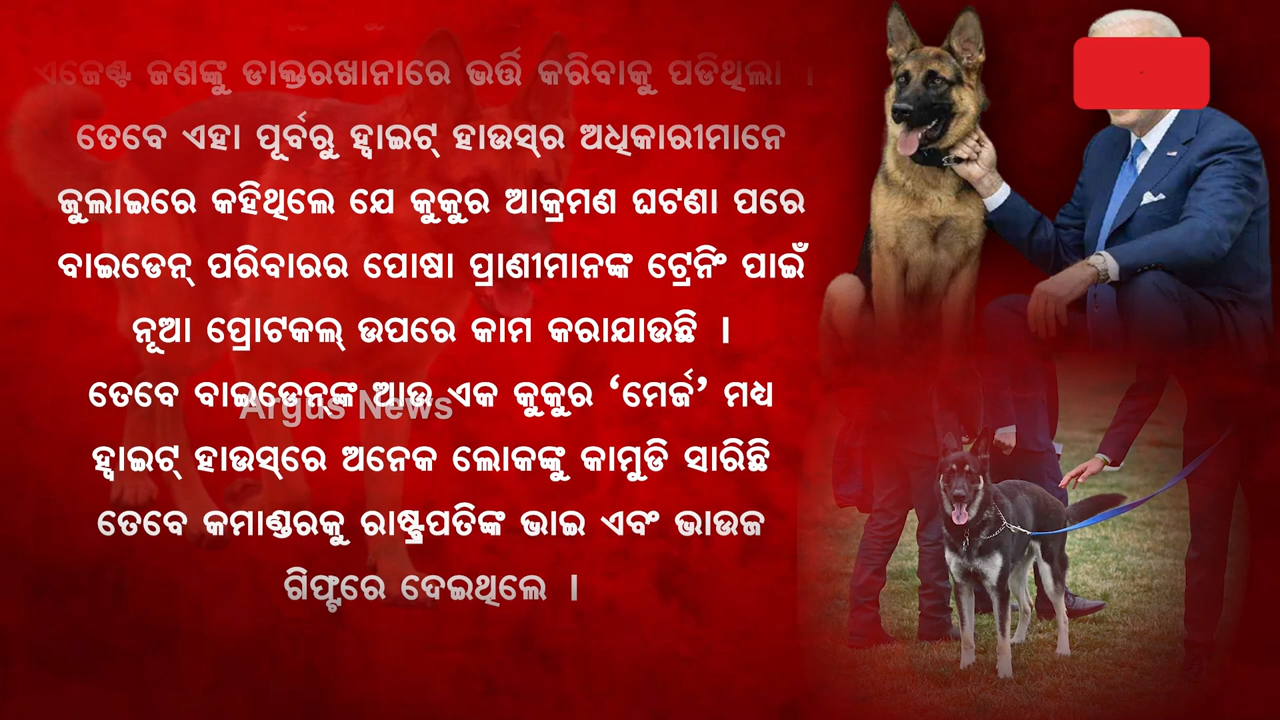 ଏଜେଣ୍ଟ ଜଣଙ୍କୁ ଡାକ୍ତରଖାନାରେ ଭର୍ତ୍ତି କରିବାକୁ ପଡିଥିଲା ।
ତେବେ ଏହା ପୂର୍ବରୁ ହ୍ୱାଇଟ୍ ହାଉସ୍‌ର ଅଧିକାରୀମାନେ
ଜୁଲାଇରେ କହିଥିଲେ ଯେ କୁକୁର ଆକ୍ରମଣ ଘଟଣା ପରେ
ବାଇଡେନ୍ ପରିବାରର ପୋଷା ପ୍ରାଣୀମାନଙ୍କ ଟ୍ରେନିଂ ପାଇଁ
ନୂଆ ପ୍ରୋଟକଲ୍ ଉପରେ କାମ କରାଯାଉଛି ।
ତେବେ ବାଇଡେନ୍‌ଙ୍କ ଆଉ ଏକ କୁକୁର ‘ମେର୍ଜ’ ମଧ୍ୟ
Argus News
ହ୍ୱାଇଟ୍ ହାଉସ୍‌ରେ ଅନେକ ଲୋକଙ୍କୁ କାମୁଡି ସାରିଛି
ତେବେ କମାଣ୍ଡରକୁ ରାଷ୍ଟ୍ରପତିଙ୍କ ଭାଇ ଏବଂ ଭାଉଜ
ଗିଫ୍ଟରେ ଦେଇଥିଲେ ।